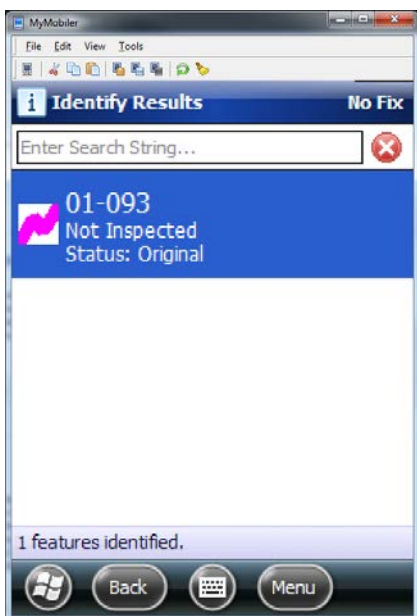 MyMobiler
File Edit View Tools
i Identify Results No Fix
Enter Search String...
01-093
Not Inspected
Status: Original
1 features identified.
Back Menu